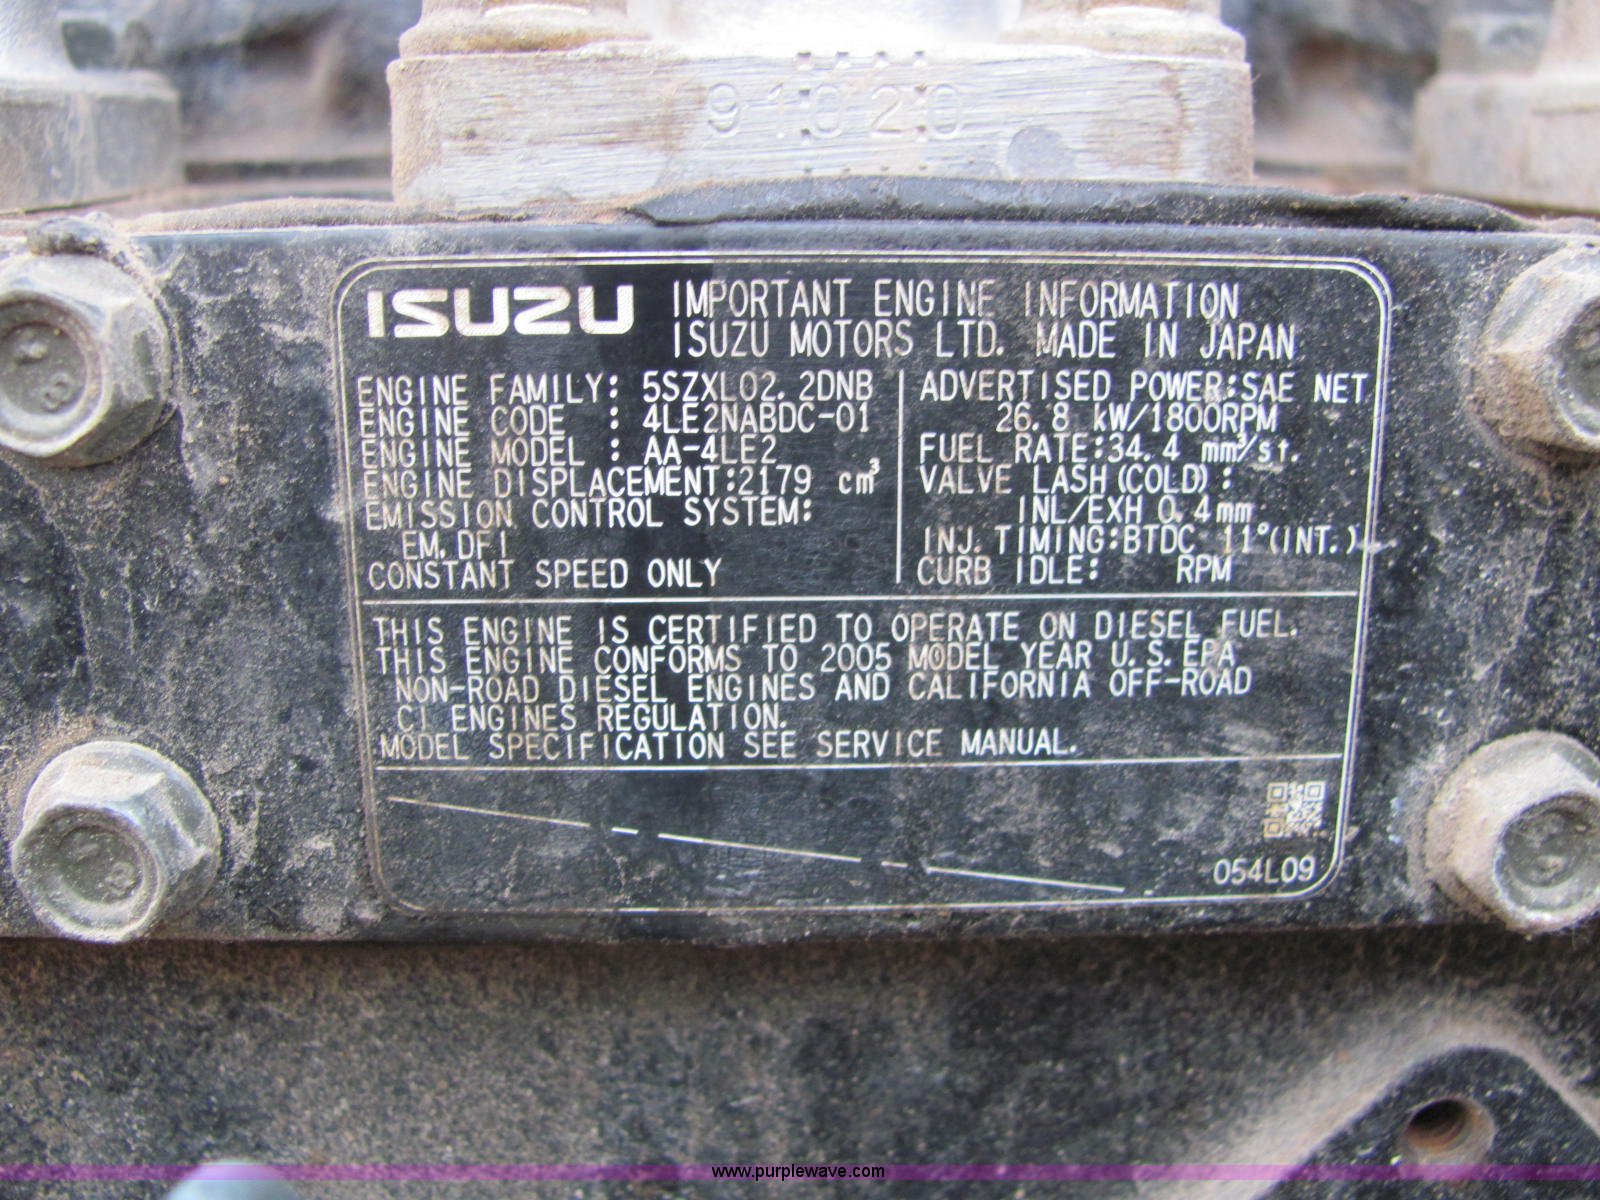 91020
ISUZU IMPORTANT ENGINE INFORMATION
ISUZU MOTORS LTD. MADE IN JAPAN
ENGINE FAMILY: 5SZXL02.2DNB
ENGINE CODE : 4LE2NABDC-01
ENGINE MODEL : AA-4LE2
ENGINE DISPLACEMENT:2179 cm³
EMISSION CONTROL SYSTEM:
EM,DFI
CONSTANT SPEED ONLY
ADVERTISED POWER:SAE NET
26.8 kW/1800RPM
FUEL RATE:34.4 mm³/st.
VALVE LASH(COLD):
INL/EXH 0.4mm
INJ. TIMING:BTDC 11°(INT.)
CURB IDLE: RPM
THIS ENGINE IS CERTIFIED TO OPERATE ON DIESEL FUEL.
THIS ENGINE CONFORMS TO 2005 MODEL YEAR U.S.EPA
NON-ROAD DIESEL ENGINES AND CALIFORNIA OFF-ROAD
CI ENGINES REGULATION.
MODEL SPECIFICATION SEE SERVICE MANUAL.
054L09
www.purplewave.com